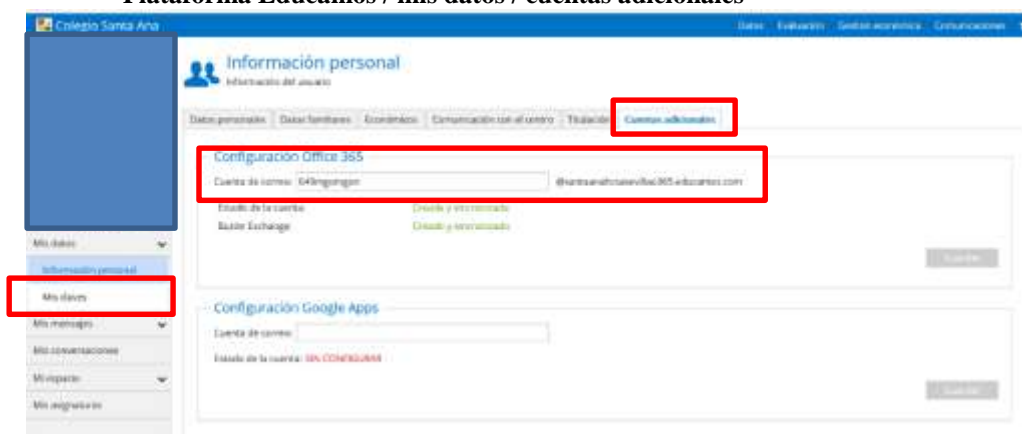 Plataforma Educamos / mis datos / cuentas adicionales
Colegio Santa Ana
Datos Evaluación Gestión económica Comunicaciones
Información personal
Información del usuario
Datos personales Datos familiares Económicos Comunicación con el centro Titulación Cuentas adicionales
Configuración Office 365
Cuenta de correo:
Estado de la cuenta Creado y sincronizado
Buzón Exchange Creado y sincronizado
Mis datos
Información personal
Guardar
Mis claves
Configuración Google Apps
Mis mensajes
Cuenta de correo:
Mis conversaciones
Estado de la cuenta: SIN CONFIGURAR
Mi espacio
Guardar
Mis asignaturas